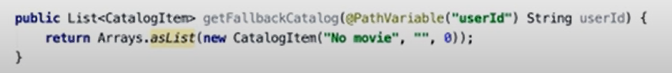 public List<CatalogItem> getFallbackCatalog(@PathVariable("userId") String userId) {
    return Arrays.asList(new CatalogItem("No movie", "", 0));
}